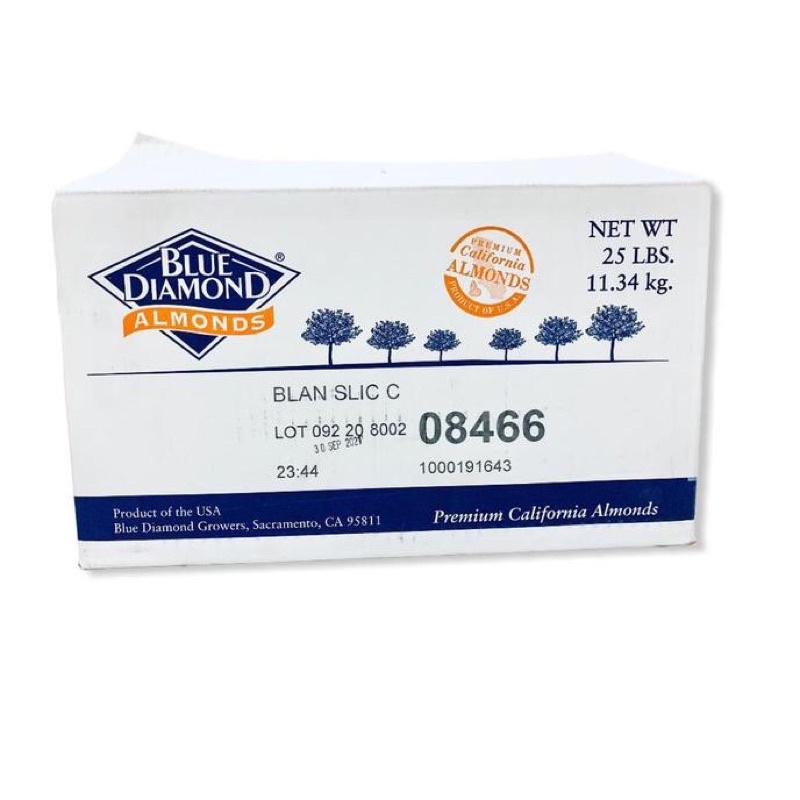 BLUE
DIAMOND®
ALMONDS
PREMIUM
California
ALMONDS
PRODUCT OF U.S.A.
NET WT
25 LBS.
11.34 kg.
BLAN SLIC C
LOT 092 20 8002
08466
30 SEP
23:44
1000191643
Product of the USA
Blue Diamond Growers, Sacramento, CA 95811
Premium California Almonds